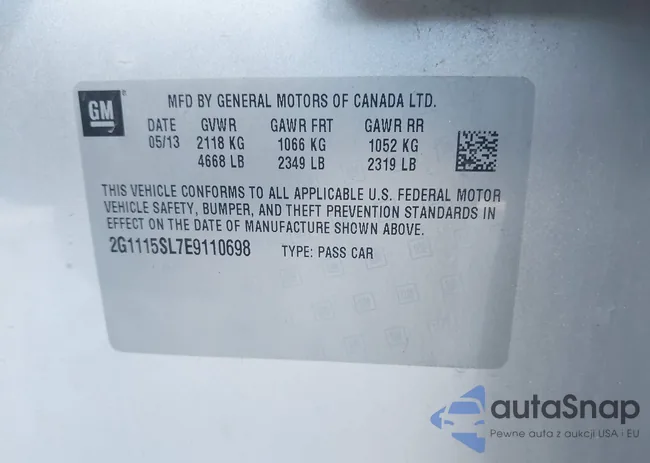 GM
MFD BY GENERAL MOTORS OF CANADA LTD.
DATE GVWR GAWR FRT GAWR RR
05/13 2118 KG 1066 KG 1052 KG
4668 LB 2349 LB 2319 LB
THIS VEHICLE CONFORMS TO ALL APPLICABLE U.S. FEDERAL MOTOR
VEHICLE SAFETY, BUMPER, AND THEFT PREVENTION STANDARDS IN
EFFECT ON THE DATE OF MANUFACTURE SHOWN ABOVE.
2G1115SL7E9110698 TYPE: PASS CAR
autaSnap
Pewne auta z aukcji USA i EU